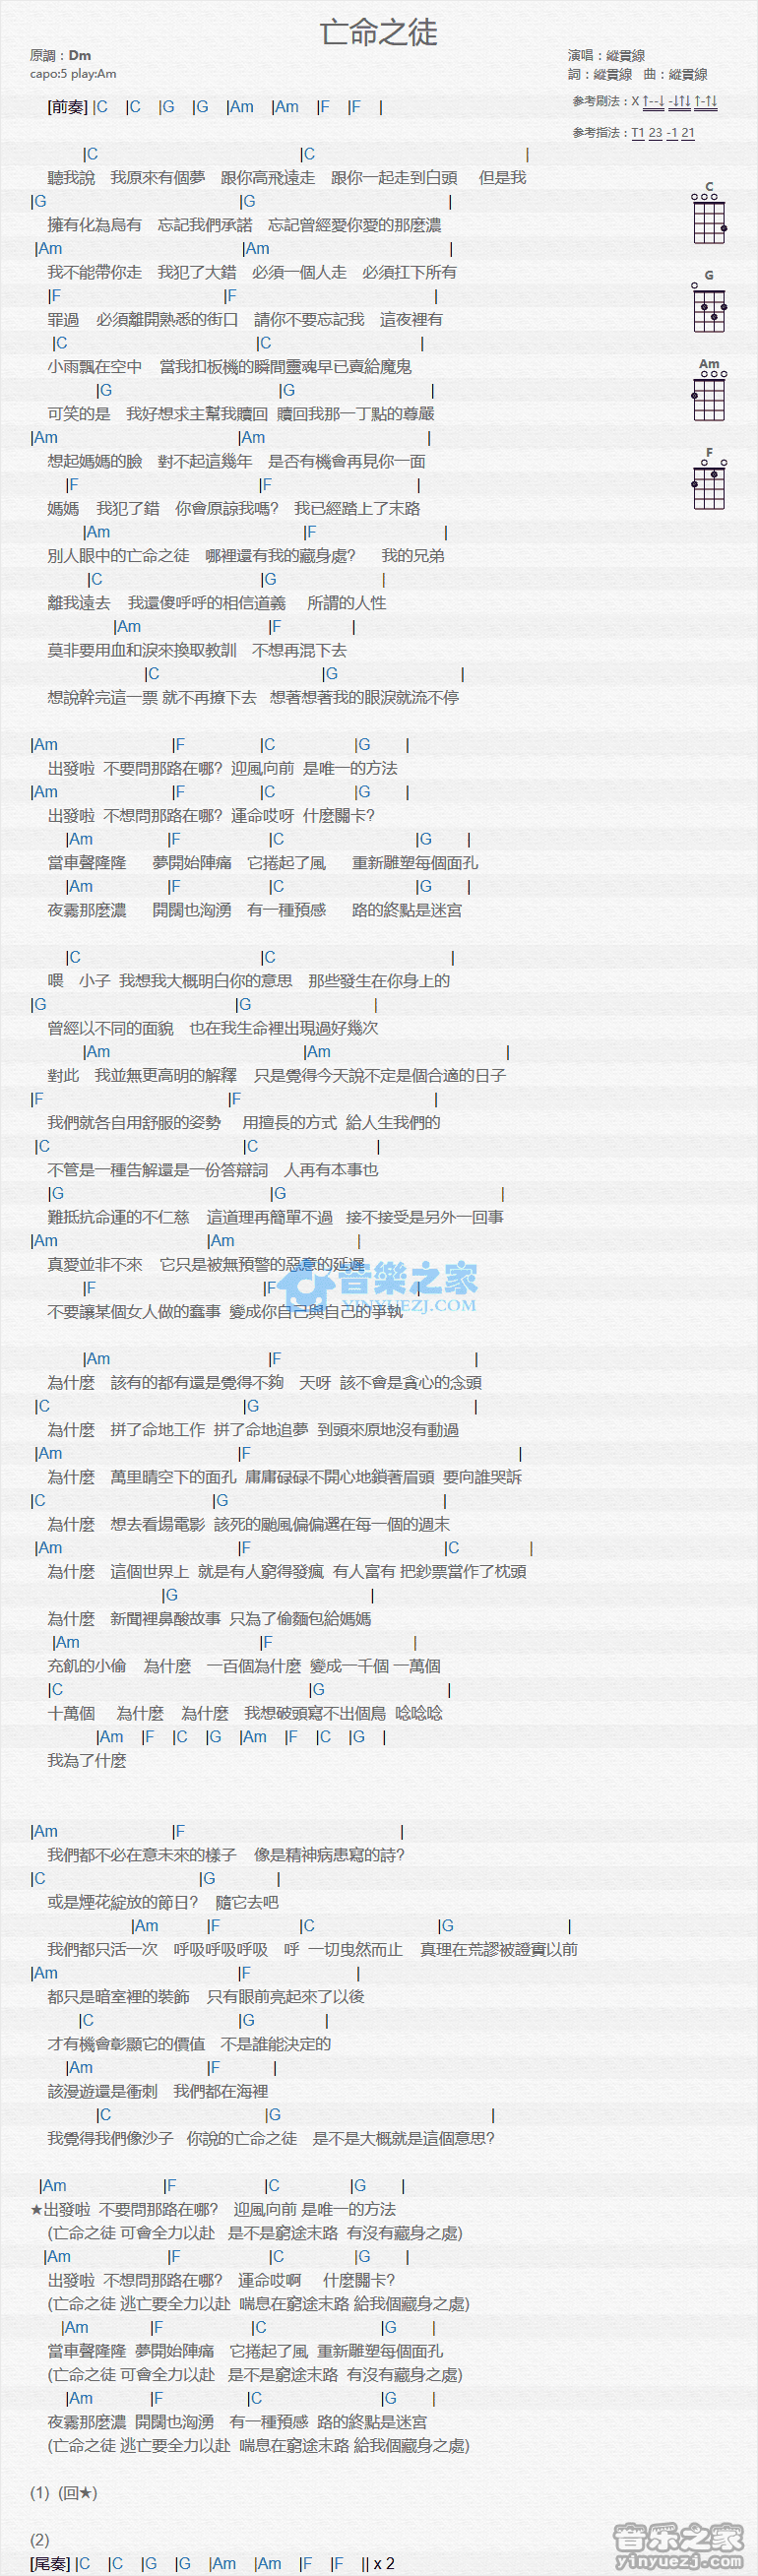 亡命之徒
原調：Dm
capo:5 play:Am
演唱：縱貫線
詞：縱貫線 曲：縱貫線
參考刷法：X ↑--↓ -↓↑↓ ↑-↑↓
參考指法：T1 23 -1 21
[前奏] |C |C |G |G |Am |Am |F |F |
|C |C |
聽我說 我原來有個夢 跟你高飛遠走 跟你一起走到白頭 但是我
|G |G |
擁有化為烏有 忘記我們承諾 忘記曾經愛你愛的那麼濃
|Am |Am |
我不能帶你走 我犯了大錯 必須一個人走 必須扛下所有
|F |F |
罪過 必須離開熟悉的街口 請你不要忘記我 這夜裡有
|C |C |
小雨飄在空中 當我扣板機的瞬間靈魂早已賣給魔鬼
|G |G |
可笑的是 我好想求主幫我贖回 贖回我那一丁點的尊嚴
|Am |Am |
想起媽媽的臉 對不起這幾年 是否有機會再見你一面
|F |F |
媽媽 我犯了錯 你會原諒我嗎? 我已經踏上了末路
|Am |F |
別人眼中的亡命之徒 哪裡還有我的藏身處? 我的兄弟
|C |G |
離我遠去 我還傻呼呼的相信道義 所謂的人性
|Am |F |
莫非要用血和淚來換取教訓 不想再混下去
|C |G |
想說幹完這一票 就不再撩下去 想著想著我的眼淚就流不停
|Am |F |C |G |
出發啦 不要問那路在哪? 迎風向前 是唯一的方法
|Am |F |C |G |
出發啦 不想問那路在哪? 運命哎呀 什麼關卡?
|Am |F |C |G |
當車聲隆隆 夢開始陣痛 它捲起了風 重新雕塑每個面孔
|Am |F |C |G |
夜霧那麼濃 開闊也洶湧 有一種預感 路的終點是迷宮
|C |C |
喂 小子 我想我大概明白你的意思 那些發生在你身上的
|G |G |
曾經以不同的面貌 也在我生命裡出現過好幾次
|Am |Am |
對此 我並無更高明的解釋 只是覺得今天說不定是個合適的日子
|F |F |
我們就各自用舒服的姿勢 用擅長的方式 給人生我們的
|C |C |
不管是一種告解還是一份答辯詞 人再有本事也
|G |G |
難抵抗命運的不仁慈 這道理再簡單不過 接不接受是另外一回事
|Am |Am |
真愛並非不來 它只是被無預警的惡意的延遲
|F |F |
不要讓某個女人做的蠢事 變成你自己與自己的爭執
|Am |F |
為什麼 該有的都有還是覺得不夠 天呀 該不會是貪心的念頭
|C |G |
為什麼 拼了命地工作 拼了命地追夢 到頭來原地沒有動過
|Am |F |
為什麼 萬里晴空下的面孔 庸庸碌碌不開心地鎖著眉頭 要向誰哭訴
|C |G |
為什麼 想去看場電影 該死的颱風偏偏選在每一個的週末
|Am |F |C |
為什麼 這個世界上 就是有人窮得發瘋 有人富有 把鈔票當作了枕頭
|G |
為什麼 新聞裡鼻酸故事 只為了偷麵包給媽媽
|Am |F |
充飢的小偷 為什麼 一百個為什麼 變成一千個 一萬個
|C |G |
十萬個 為什麼 為什麼 我想破頭寫不出個鳥 唸唸唸
|Am |F |C |G |Am |F |C |G |
我為了什麼
|Am |F |
我們都不必在意未來的樣子 像是精神病患寫的詩?
|C |G |
或是煙花綻放的節日? 隨它去吧
|Am |F |C |G |
我們都只活一次 呼吸呼吸呼吸 呼 一切曳然而止 真理在荒謬被證實以前
|Am |F |
都只是暗室裡的裝飾 只有眼前亮起來了以後
|C |G |
才有機會彰顯它的價值 不是誰能決定的
|Am |F |
該漫遊還是衝刺 我們都在海裡
|C |G |
我覺得我們像沙子 你說的亡命之徒 是不是大概就是這個意思?
|Am |F |C |G |
★出發啦 不要問那路在哪? 迎風向前 是唯一的方法
(亡命之徒 可會全力以赴 是不是窮途末路 有沒有藏身之處)
|Am |F |C |G |
出發啦 不想問那路在哪? 運命哎啊 什麼關卡?
(亡命之徒 逃亡要全力以赴 喘息在窮途末路 給我個藏身之處)
|Am |F |C |G |
當車聲隆隆 夢開始陣痛 它捲起了風 重新雕塑每個面孔
(亡命之徒 可會全力以赴 是不是窮途末路 有沒有藏身之處)
|Am |F |C |G |
夜霧那麼濃 開闊也洶湧 有一種預感 路的終點是迷宮
(亡命之徒 逃亡要全力以赴 喘息在窮途末路 給我個藏身之處)
(1) (回★)
(2)
[尾奏] |C |C |G |G |Am |Am |F |F || x 2
C
G
Am
F
音樂之家
YINYUEZJ.COM
音乐之家
yinyuezj.com